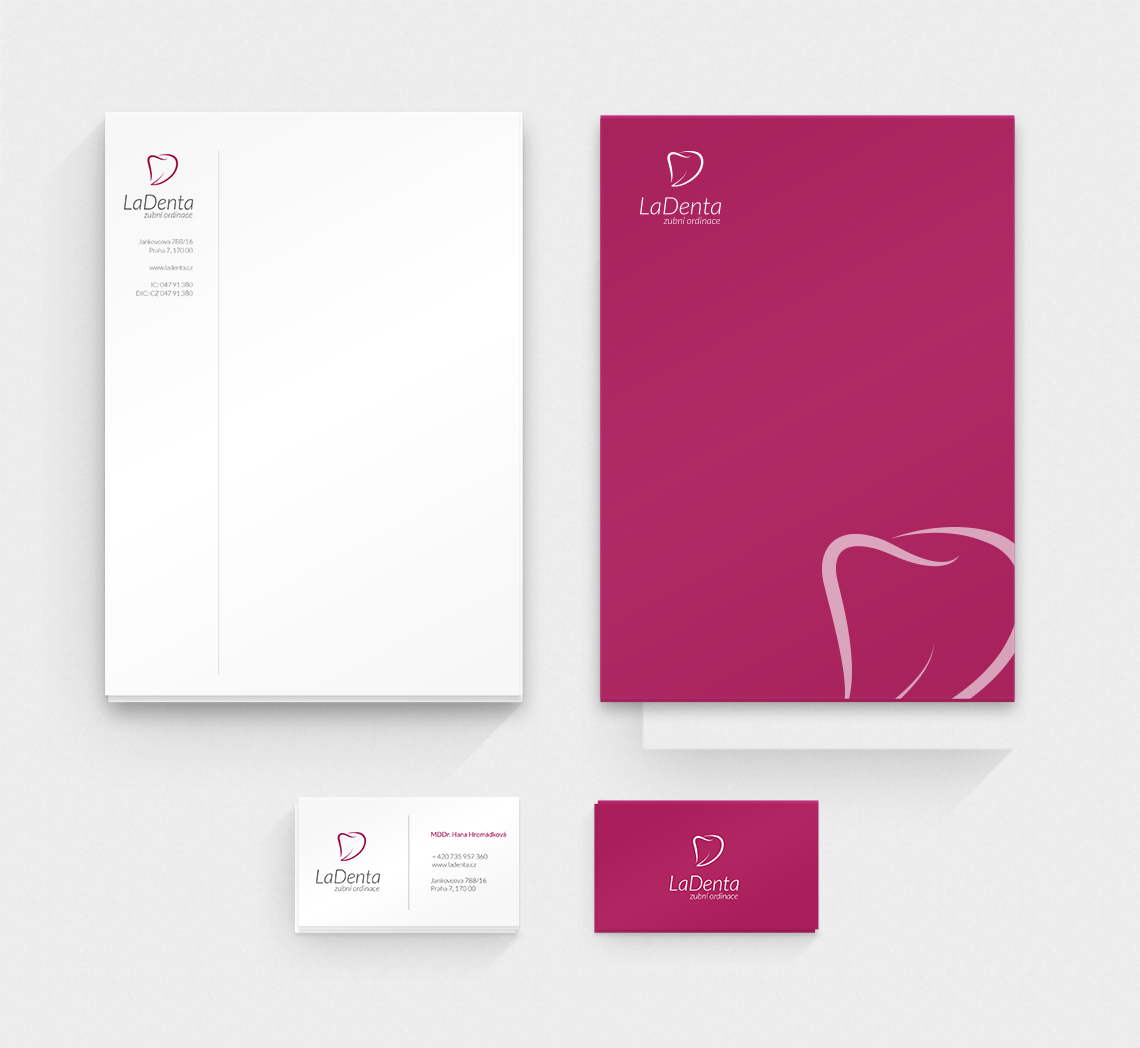 LaDenta
zubní ordinace
Jankovcova 788/16
Praha 7, 170 00
www.ladenta.cz
IC: 047 91 380
DIC: CZ 047 91 380
LaDenta
zubní ordinace
LaDenta
zubní ordinace
MDDr. Hana Hromádková
+ 420 735 957 360
www.ladenta.cz
Jankovcova 788/16
Praha 7, 170 00
LaDenta
zubní ordinace